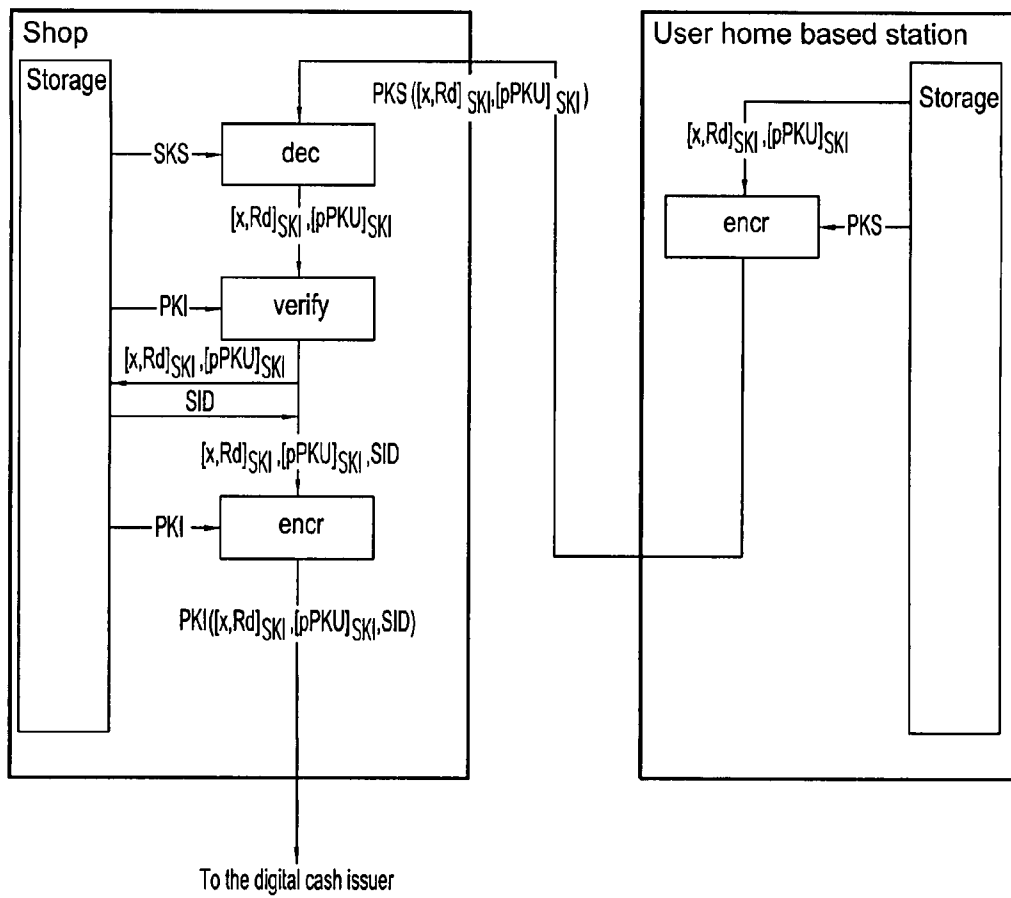 Shop
Storage
PKS ([x,Rd]SKI,[pPKU]SKI)
SKS
dec
[x,Rd]SKI,[pPKU]SKI
PKI
verify
[x,Rd]SKI,[pPKU]SKI
SID
[x,Rd]SKI,[pPKU]SKI,SID
PKI
encr
PKI([x,Rd]SKI,[pPKU]SKI,SID)
To the digital cash issuer
User home based station
Storage
[x,Rd]SKI,[pPKU]SKI
encr
PKS